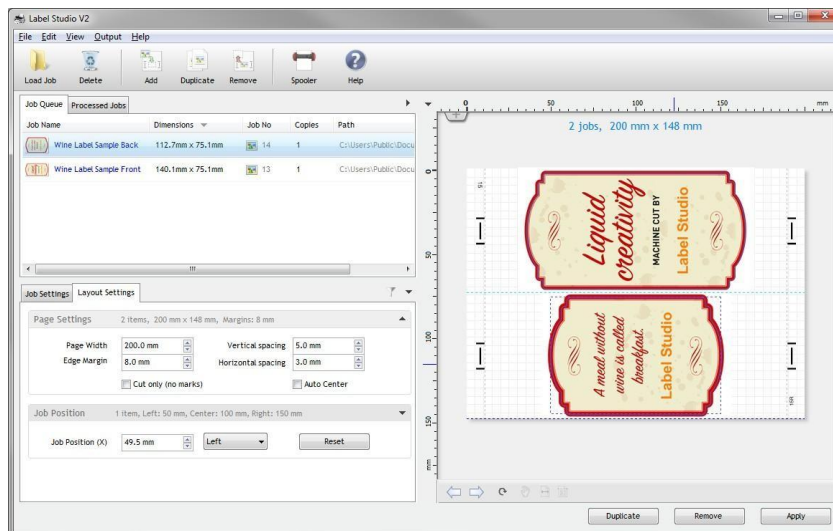 Label Studio V2
File Edit View Output Help
Load Job Delete Add Duplicate Remove Spooler Help
Job Queue Processed Jobs
Job Name Dimensions Job No Copies Path
Wine Label Sample Back 112.7mm x 75.1mm 14 1 C:\Users\Public\Docu
Wine Label Sample Front 140.1mm x 75.1mm 13 1 C:\Users\Public\Docu
Job Settings Layout Settings
Page Settings 2 items, 200 mm x 148 mm, Margins: 8 mm
Page Width 200.0 mm Vertical spacing 5.0 mm
Edge Margin 8.0 mm Horizontal spacing 3.0 mm
Cut only (no marks) Auto Center
Job Position 1 item, Left: 50 mm, Center: 100 mm, Right: 150 mm
Job Position (X) 49.5 mm Left Reset
0 50 100 150 mm
2 jobs, 200 mm x 148 mm
0
50
100
150
mm
15
Liquid
creativity
MACHINE CUT BY
Label Studio
A meal without
wine is called
breakfast.
Label Studio
Duplicate Remove Apply